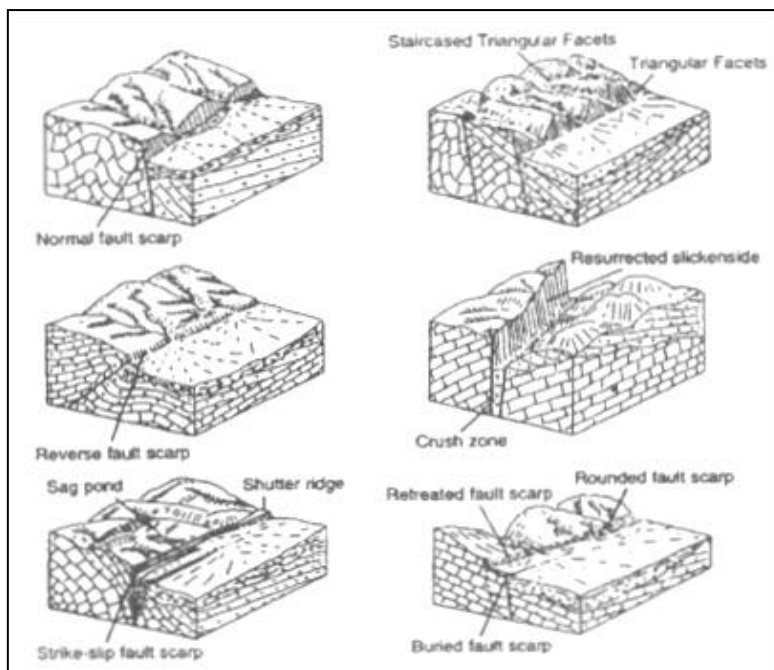 Staircased Triangular Facets
Triangular Facets
Normal fault scarp
Resurrected slickenside
Reverse fault scarp
Crush zone
Sag pond
Shutter ridge
Retreated fault scarp
Rounded fault scarp
Strike-slip fault scarp
Buried fault scarp